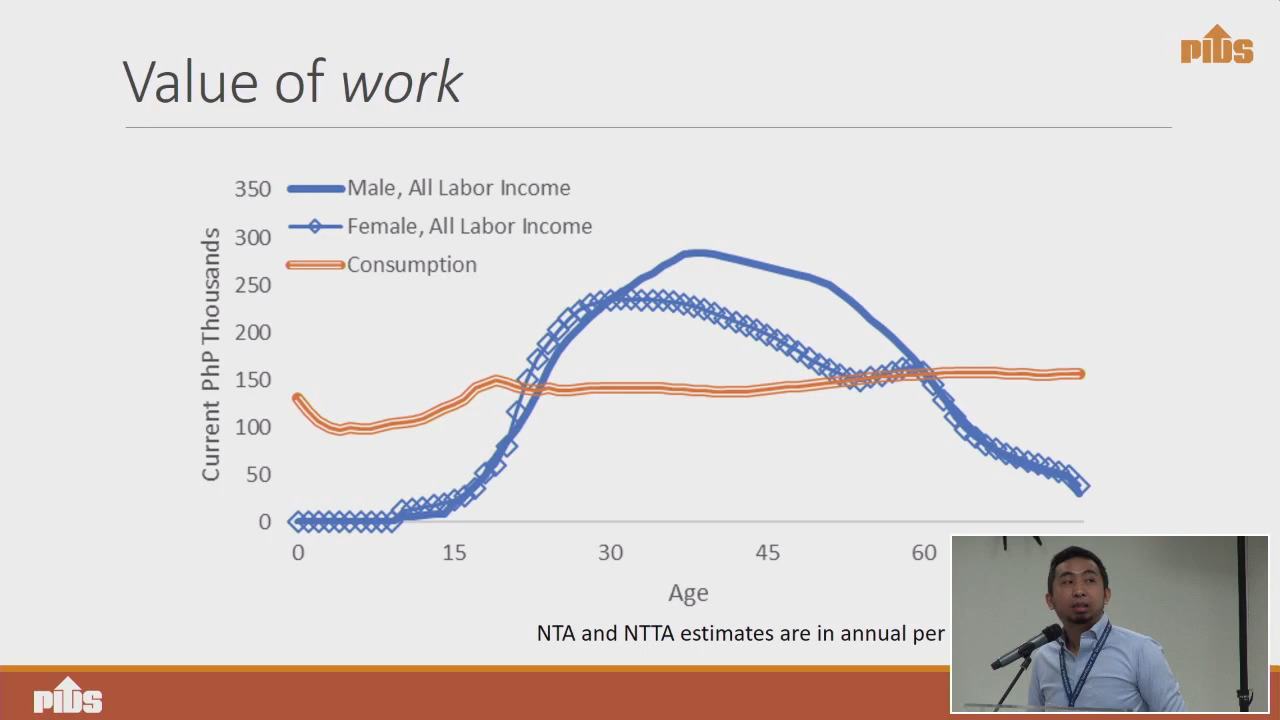 PIDS
Value of work
Male, All Labor Income
Female, All Labor Income
Consumption
Current PhP Thousands
350
300
250
200
150
100
50
0
0 15 30 45 60
Age
NTA and NTTA estimates are in annual per
PIDS